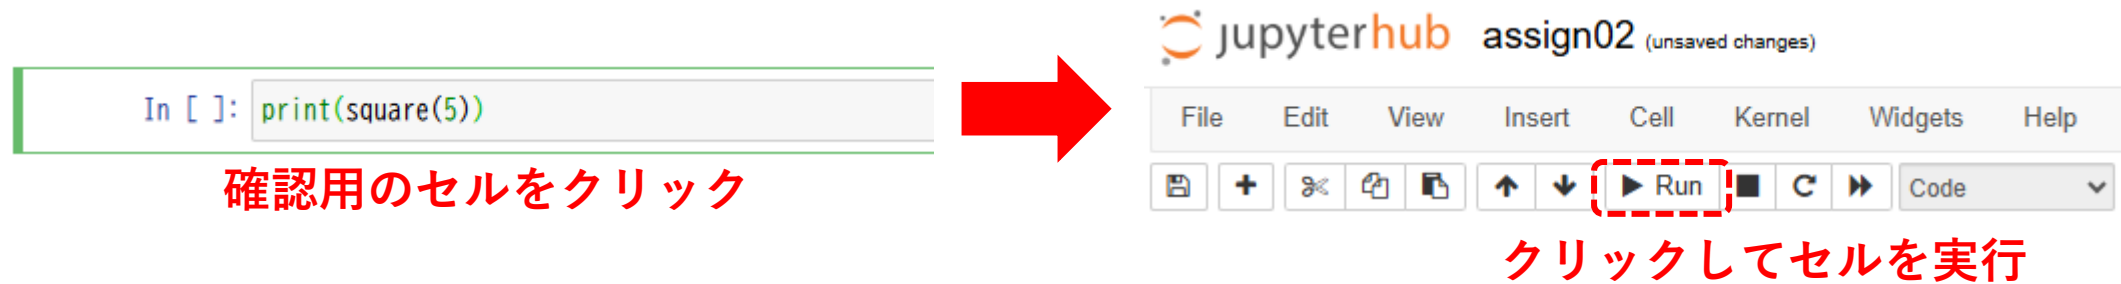 In [ ]: print(square(5))
確認用のセルをクリック
jupyterhub assign02 (unsaved changes)
File Edit View Insert Cell Kernel Widgets Help
Run Code
クリックしてセルを実行